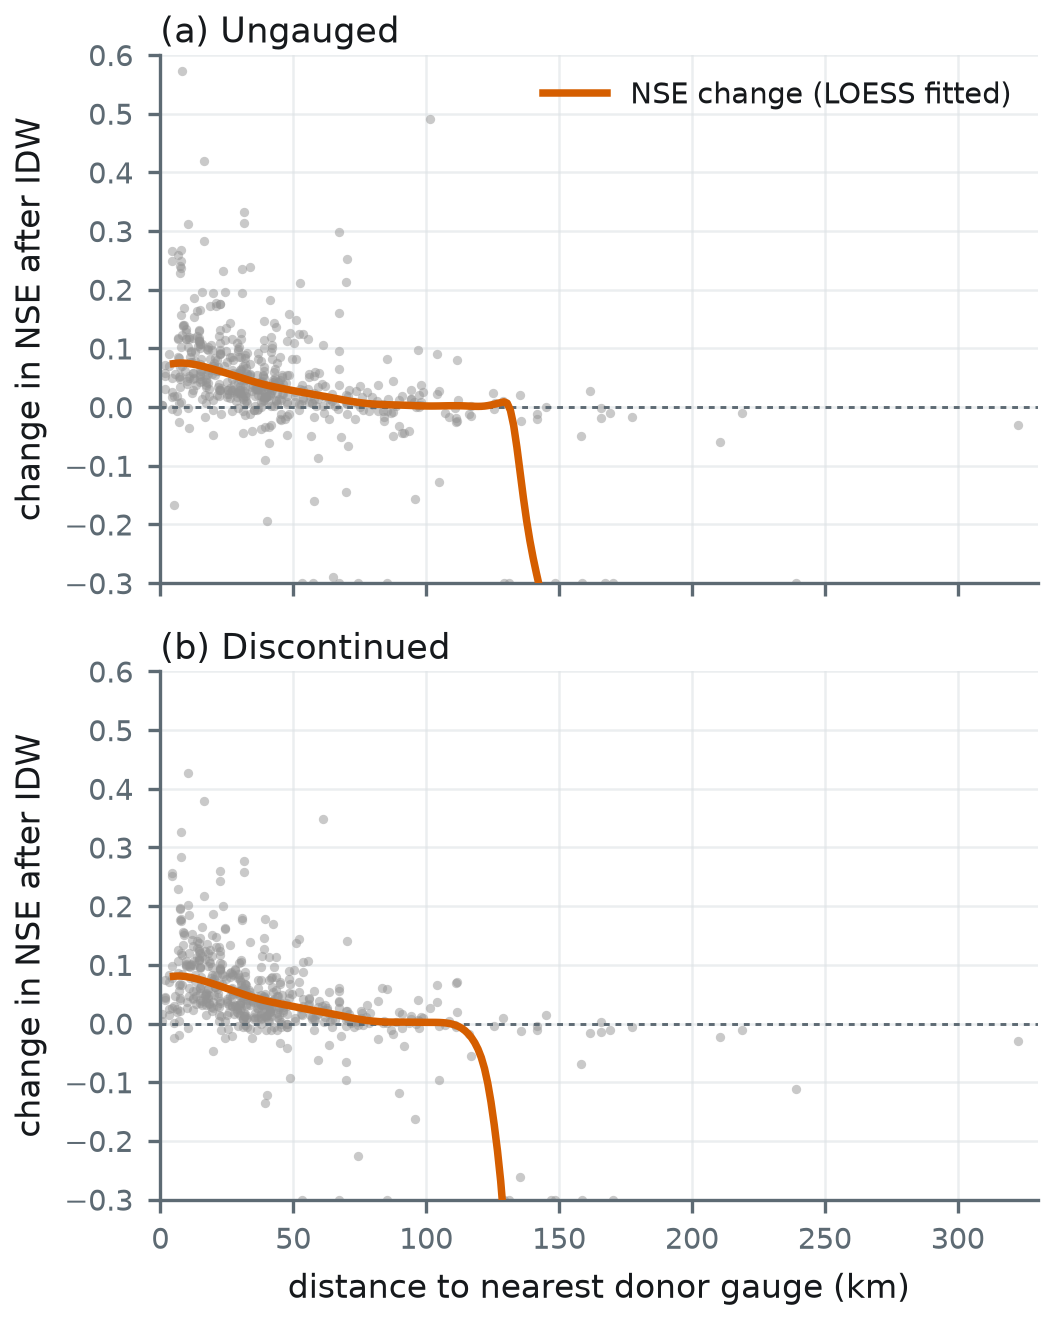 (a) Ungauged
0.6
0.5
0.4
0.3
0.2
0.1
0.0
−0.1
−0.2
−0.3
change in NSE after IDW
NSE change (LOESS fitted)
(b) Discontinued
0.6
0.5
0.4
0.3
0.2
0.1
0.0
−0.1
−0.2
−0.3
change in NSE after IDW
0 50 100 150 200 250 300
distance to nearest donor gauge (km)